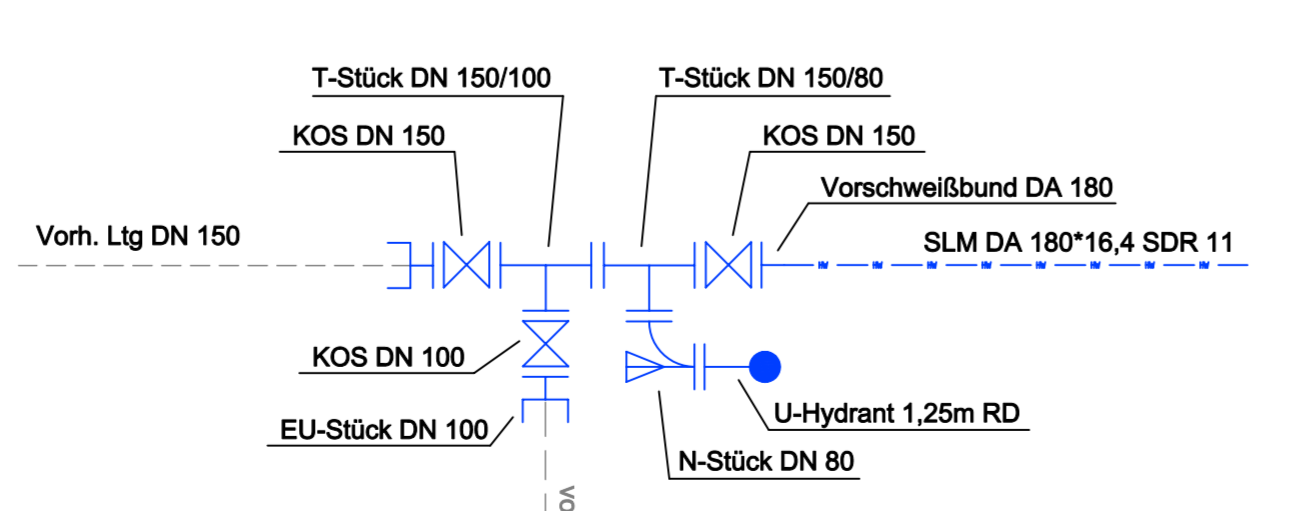 T-Stück DN 150/100
T-Stück DN 150/80
KOS DN 150
KOS DN 150
Vorschweißbund DA 180
Vorh. Ltg DN 150
SLM DA 180*16,4 SDR 11
KOS DN 100
U-Hydrant 1,25m RD
EU-Stück DN 100
N-Stück DN 80
VO